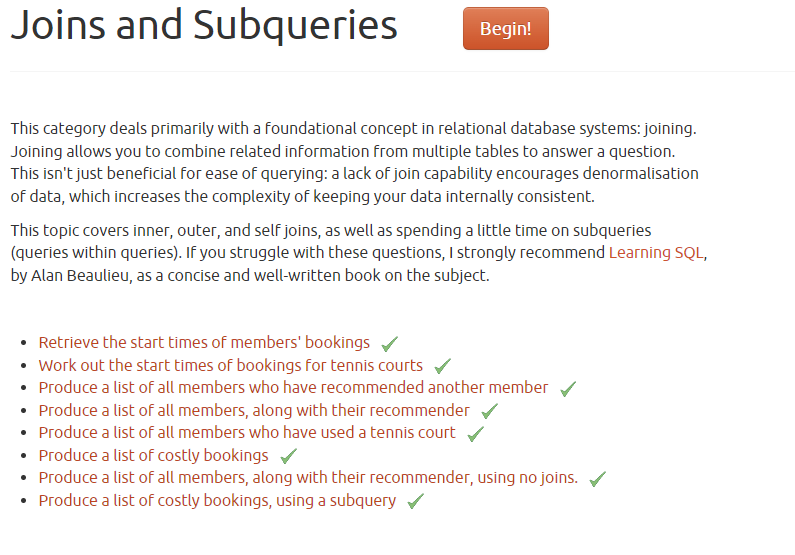 Joins and Subqueries
Begin!
This category deals primarily with a foundational concept in relational database systems: joining.
Joining allows you to combine related information from multiple tables to answer a question.
This isn't just beneficial for ease of querying: a lack of join capability encourages denormalisation
of data, which increases the complexity of keeping your data internally consistent.
This topic covers inner, outer, and self joins, as well as spending a little time on subqueries
(queries within queries). If you struggle with these questions, I strongly recommend Learning SQL,
by Alan Beaulieu, as a concise and well-written book on the subject.
Retrieve the start times of members' bookings
Work out the start times of bookings for tennis courts
Produce a list of all members who have recommended another member
Produce a list of all members, along with their recommender
Produce a list of all members who have used a tennis court
Produce a list of costly bookings
Produce a list of all members, along with their recommender, using no joins.
Produce a list of costly bookings, using a subquery